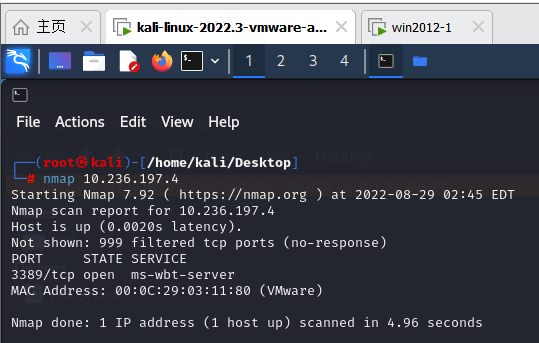 主页 kali-linux-2022.3-vmware-a... win2012-1
1 2 3 4
File Actions Edit View Help
(root㉿kali)-[/home/kali/Desktop]
# nmap 10.236.197.4
Starting Nmap 7.92 ( https://nmap.org ) at 2022-08-29 02:45 EDT
Nmap scan report for 10.236.197.4
Host is up (0.0020s latency).
Not shown: 999 filtered tcp ports (no-response)
PORT     STATE SERVICE
3389/tcp open  ms-wbt-server
MAC Address: 00:0C:29:03:11:80 (VMware)
Nmap done: 1 IP address (1 host up) scanned in 4.96 seconds